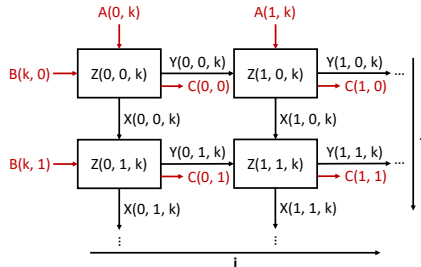 A(0, k) A(1, k)
B(k, 0) Z(0, 0, k) Y(0, 0, k) C(0, 0) Z(1, 0, k) Y(1, 0, k) ... C(1, 0)
X(0, 0, k) X(1, 0, k)
B(k, 1) Z(0, 1, k) Y(0, 1, k) C(0, 1) Z(1, 1, k) Y(1, 1, k) ... C(1, 1)
X(0, 1, k) X(1, 1, k)
... ...